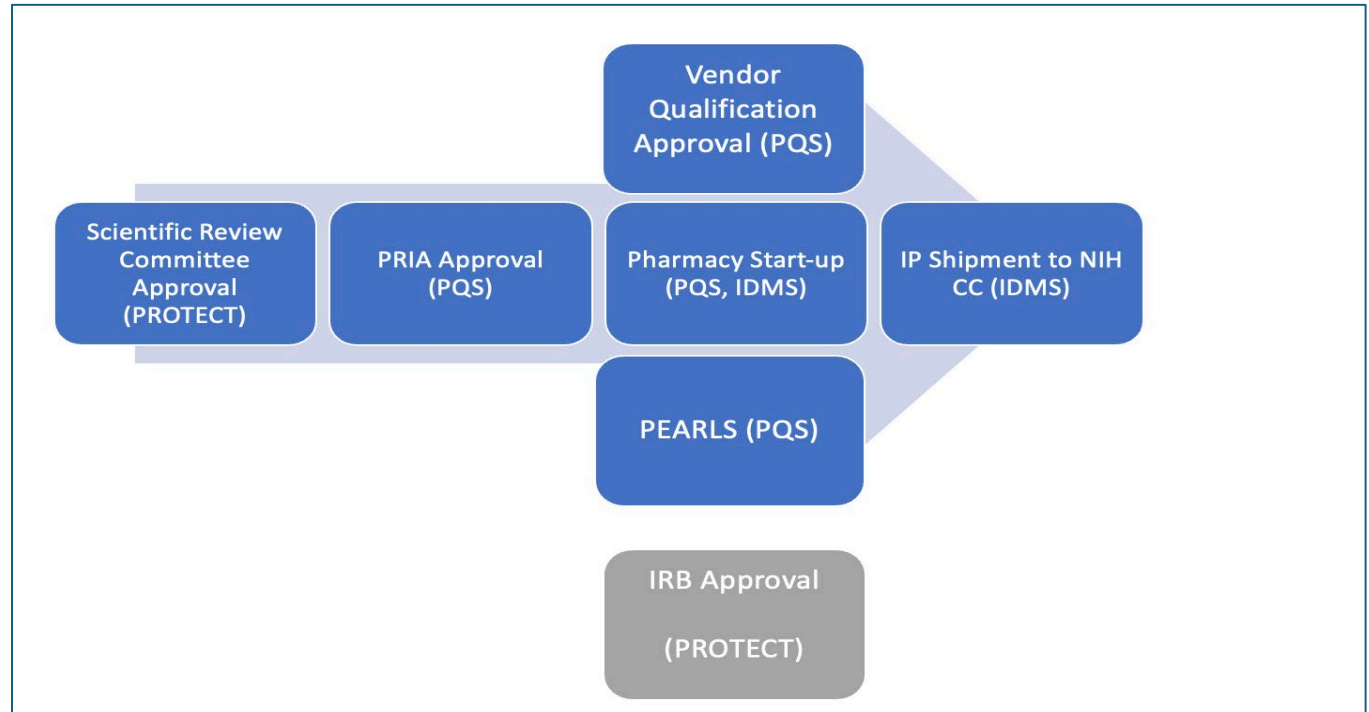 Vendor
Qualification
Approval (PQS)
Scientific Review
Committee
Approval
(PROTECT)
PRIA Approval
(PQS)
Pharmacy Start-up
(PQS, IDMS)
IP Shipment to NIH
CC (IDMS)
PEARLS (PQS)
IRB Approval
(PROTECT)